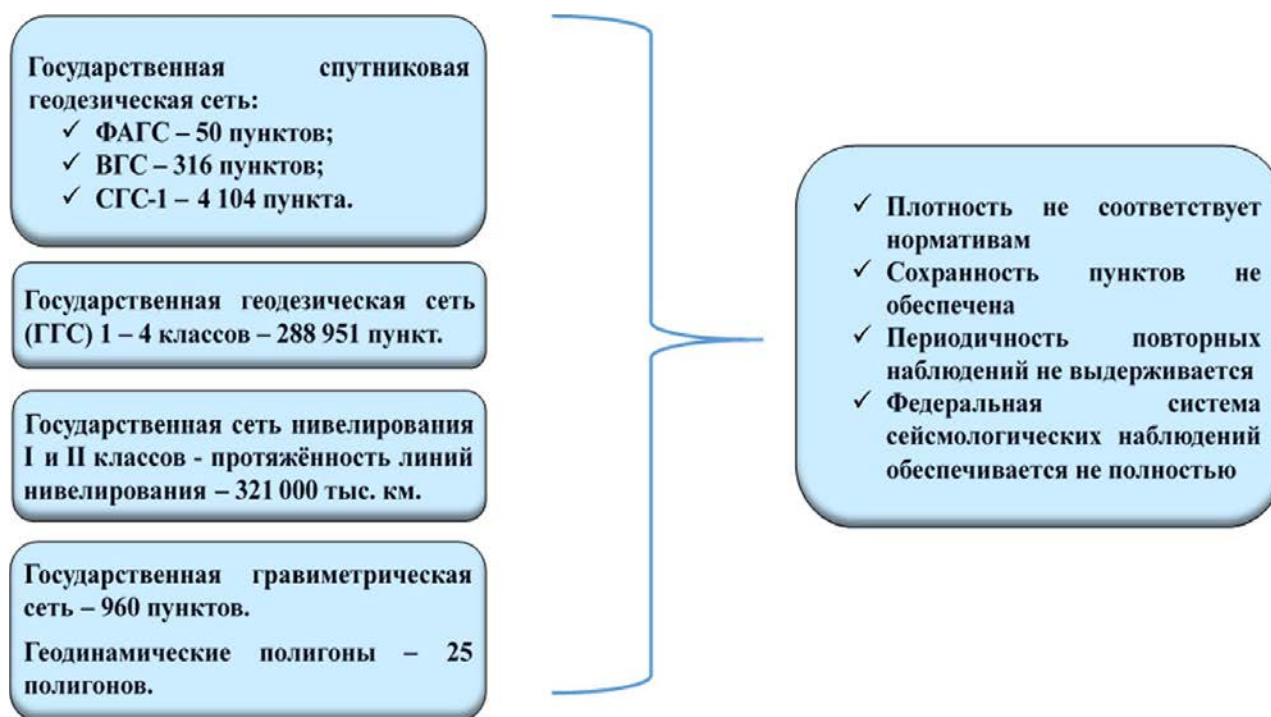 Государственная спутниковая
геодезическая сеть:
✓ ФАГС – 50 пунктов;
✓ ВГС – 316 пунктов;
✓ СГС-1 – 4 104 пункта.
Государственная геодезическая сеть
(ГГС) 1 – 4 классов – 288 951 пункт.
Государственная сеть нивелирования
I и II классов - протяжённость линий
нивелирования – 321 000 тыс. км.
Государственная гравиметрическая
сеть – 960 пунктов.
Геодинамические полигоны – 25
полигонов.
✓ Плотность не соответствует
нормативам
✓ Сохранность пунктов не
обеспечена
✓ Периодичность повторных
наблюдений не выдерживается
✓ Федеральная система
сейсмологических наблюдений
обеспечивается не полностью